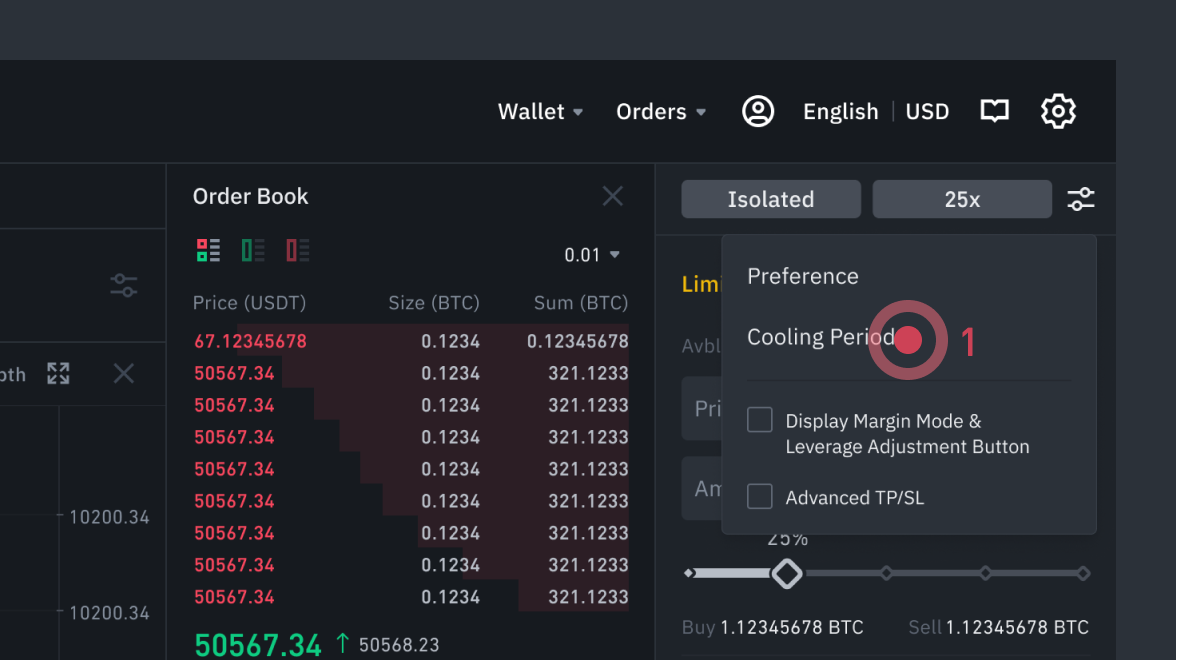 Wallet Orders English USD
Order Book
Isolated 25x
0.01
Preference
Price (USDT) Size (BTC) Sum (BTC)
Cooling Period 1
67.12345678 0.1234 0.12345678
50567.34 0.1234 321.1233
50567.34 0.1234 321.1233
50567.34 0.1234 321.1233
50567.34 0.1234 321.1233
50567.34 0.1234 321.1233
50567.34 0.1234 321.1233
50567.34 0.1234 321.1233
50567.34 0.1234 321.1233
50567.34 ↑ 50568.23
10200.34
10200.34
Display Margin Mode &
Leverage Adjustment Button
Advanced TP/SL
25%
Buy 1.12345678 BTC Sell 1.12345678 BTC